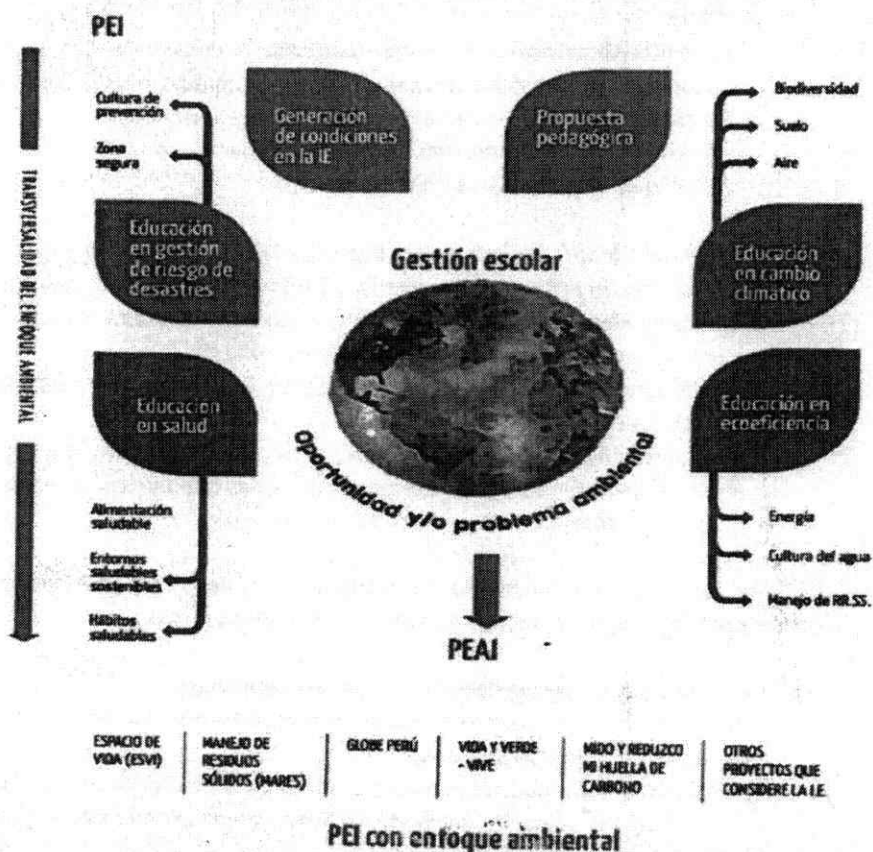 PEI
TRANSVERSALIDAD DEL ENFOQUE AMBIENTAL
Cultura de
prevención
Zona
segura
Generación
de condiciones
en la IE
Propuesta
pedagógica
Biodiversidad
Suelo
Aire
Educación
en gestión
de riesgo de
desastres
Gestión escolar
Educación
en cambio
climático
Educación
en salud
Oportunidad y/o problema ambiental
Educación en
ecoeficiencia
Alimentación
saludable
Entornos
saludables
sostenibles
Hábitos
saludables
Energía
Cultura del agua
Manejo de RR.SS.
PEAI
ESPACIO DE
VIDA (ESVI)
MANEJO DE
RESIDUOS
SÓLIDOS (MARES)
GLOBE PERÚ
VIDA Y VERDE
- VIVE
MIDO Y REDUZCO
MI HUELLA DE
CARBONO
OTROS
PROYECTOS QUE
CONSIDERE LA I.E.
PEI con enfoque ambiental